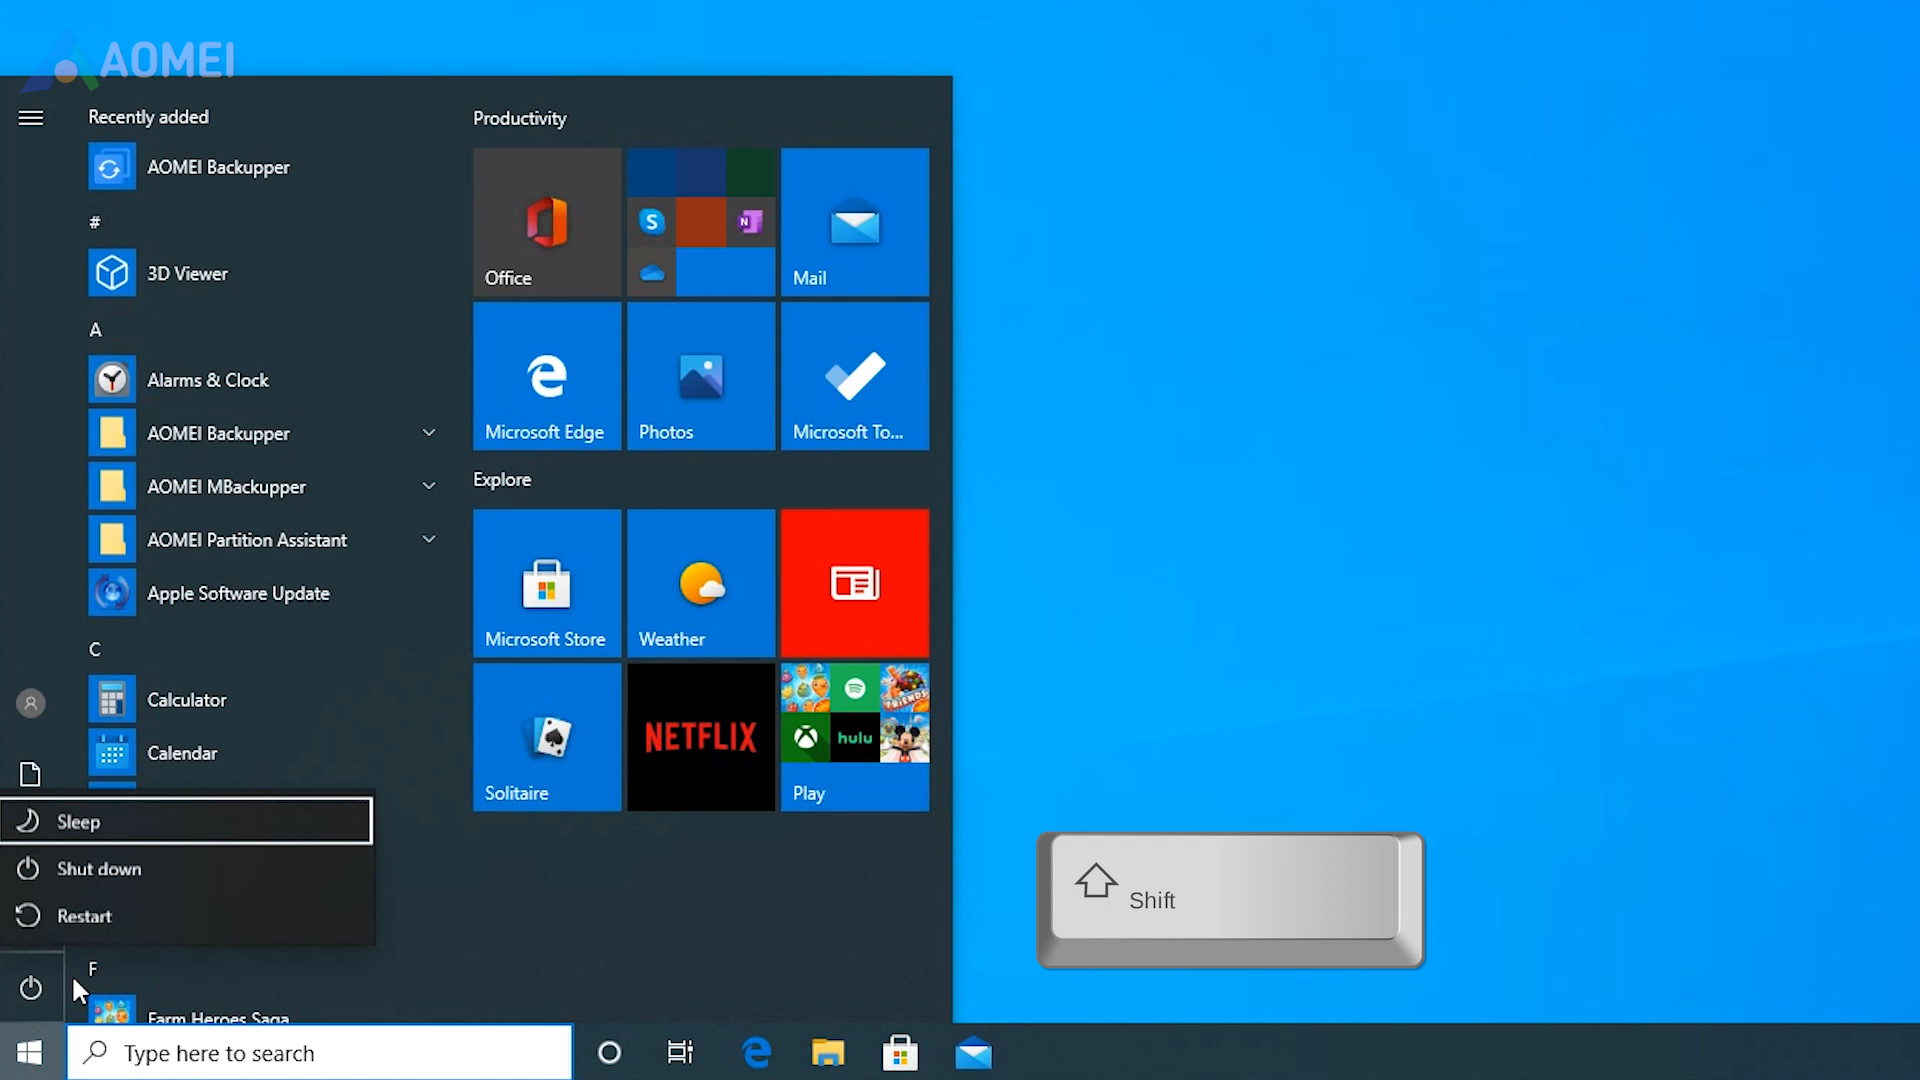 AOMEI
Recently added
AOMEI Backupper
#
3D Viewer
A
Alarms & Clock
AOMEI Backupper
AOMEI MBackupper
AOMEI Partition Assistant
Apple Software Update
C
Calculator
Calendar
Sleep
Shut down
Restart
F
Farm Heroes Saga
Productivity
Office
S
N
Mail
Microsoft Edge
Photos
Microsoft To...
Explore
Microsoft Store
Weather
Solitaire
NETFLIX
FRIENDS
hulu
Play
Shift
Type here to search